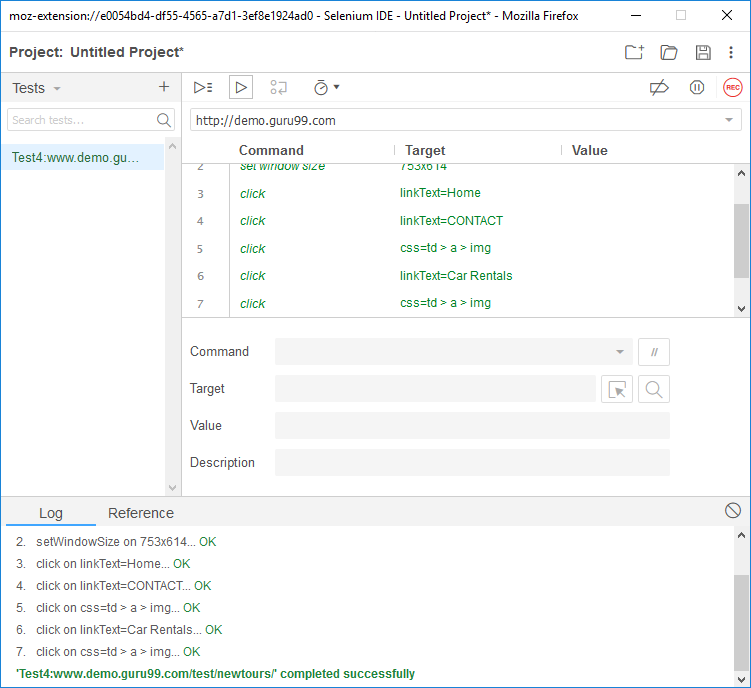 moz-extension://e0054bd4-df55-4565-a7d1-3ef8e1924ad0 - Selenium IDE - Untitled Project* - Mozilla Firefox
Project: Untitled Project*
Tests
Search tests...
Test4:www.demo.gu...
REC
http://demo.guru99.com
Command Target Value
2 set window size 753x614
3 click linkText=Home
4 click linkText=CONTACT
5 click css=td > a > img
6 click linkText=Car Rentals
7 click css=td > a > img
Command //
Target
Value
Description
Log Reference
2. setWindowSize on 753x614... OK
3. click on linkText=Home... OK
4. click on linkText=CONTACT... OK
5. click on css=td > a > img... OK
6. click on linkText=Car Rentals... OK
7. click on css=td > a > img... OK
'Test4:www.demo.guru99.com/test/newtours/' completed successfully